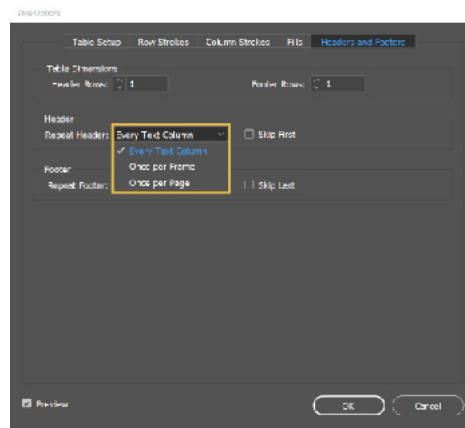 Table Options
Table Setup Row Strokes Column Strokes Fills Headers and Footers
Table Dimensions
Header Rows: 1 Footer Rows: 1
Header
Repeat Header: Every Text Column Skip First
Every Text Column
Once per Frame
Footer
Repeat Footer: Once per Page Skip Last
Preview OK Cancel